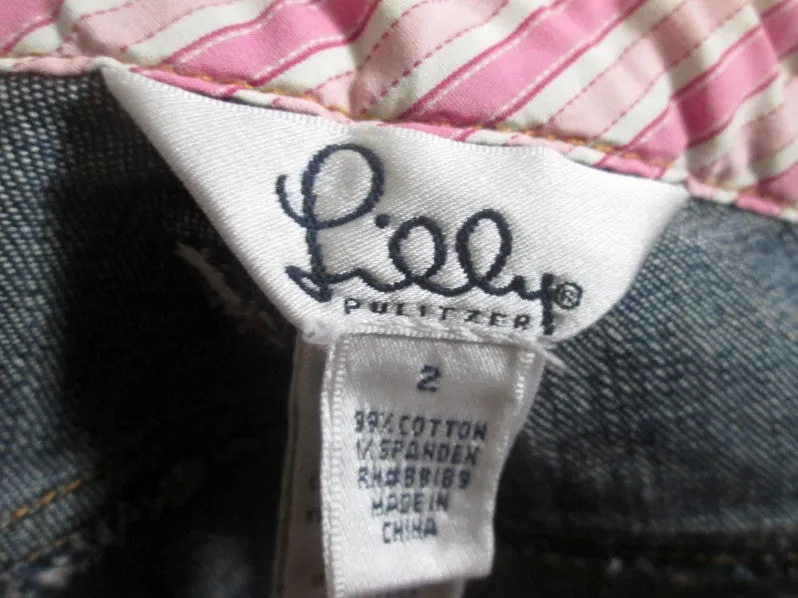 Lilly®
PULITZER
2
99% COTTON
1% SPANDEX
RN#89189
MADE IN
CHINA